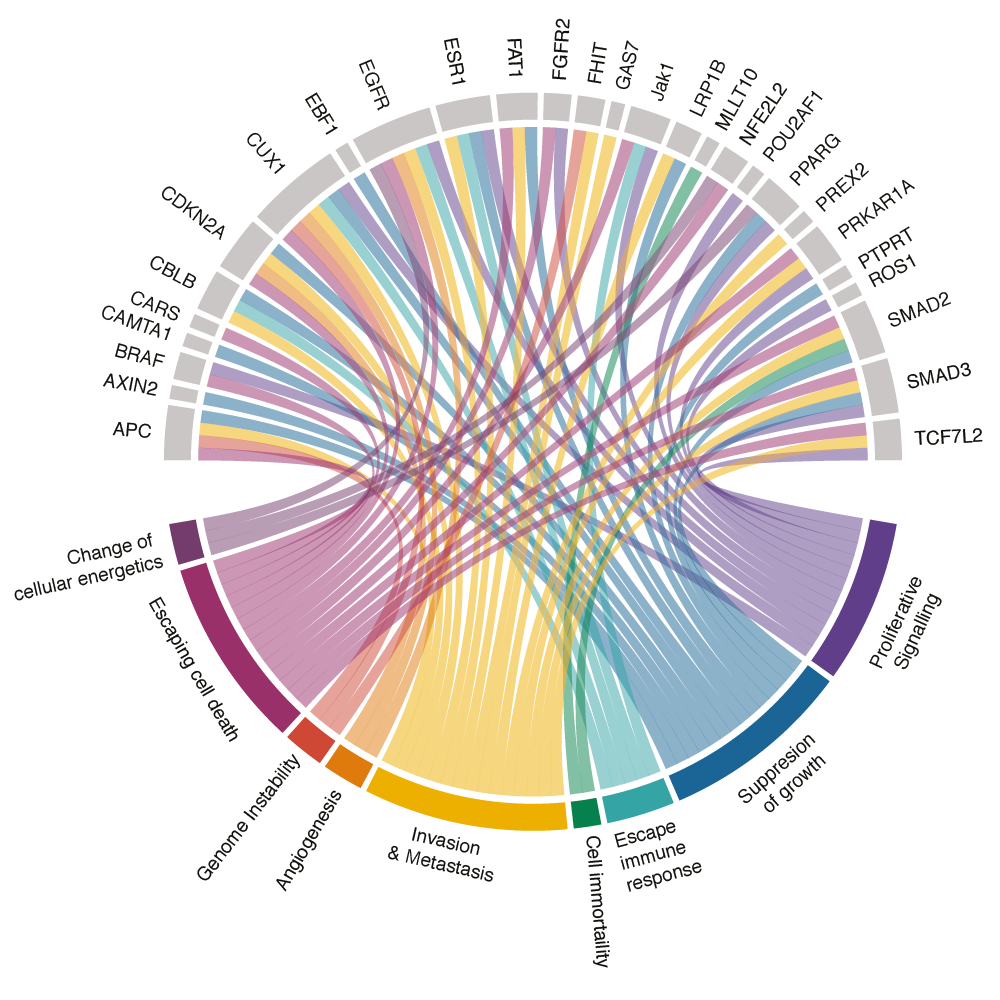 APC
AXIN2
BRAF
CAMTA1
CARS
CBLB
CDKN2A
CUX1
EBF1
EGFR
ESR1
FAT1
FGFR2
FHIT
GAS7
Jak1
LRP1B
MLLT10
NFE2L2
POU2AF1
PPARG
PREX2
PRKAR1A
PTPRT
ROS1
SMAD2
SMAD3
TCF7L2
Proliferative
Signalling
Suppresion
of growth
Escape
immune
response
Cell immortaility
Invasion
& Metastasis
Angiogenesis
Genome Instability
Escaping cell death
Change of
cellular energetics